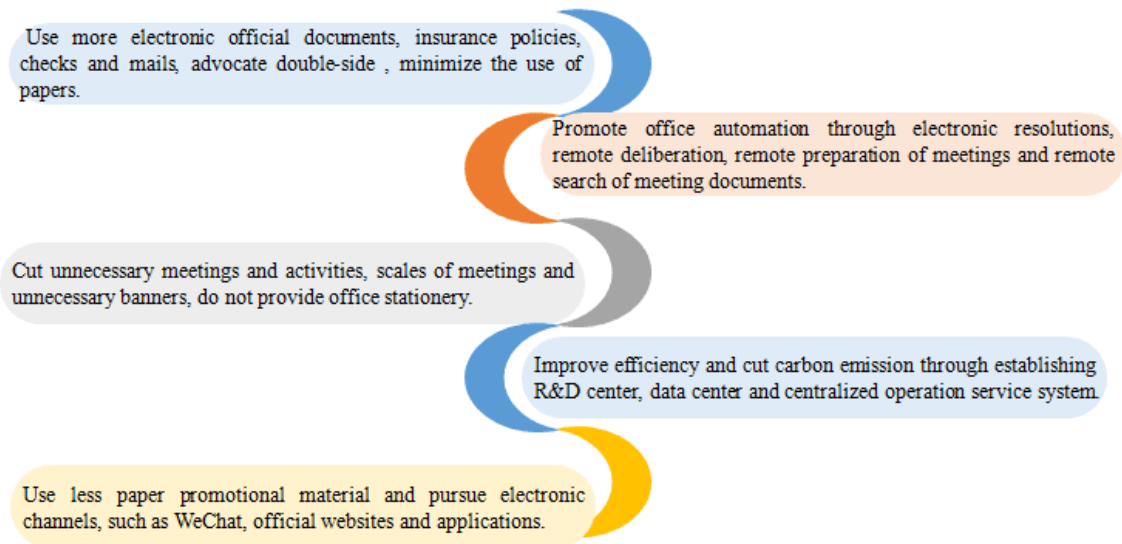 Use more electronic official documents, insurance policies,
checks and mails, advocate double-side , minimize the use of
papers.
Promote office automation through electronic resolutions,
remote deliberation, remote preparation of meetings and remote
search of meeting documents.
Cut unnecessary meetings and activities, scales of meetings and
unnecessary banners, do not provide office stationery.
Improve efficiency and cut carbon emission through establishing
R&D center, data center and centralized operation service system.
Use less paper promotional material and pursue electronic
channels, such as WeChat, official websites and applications.